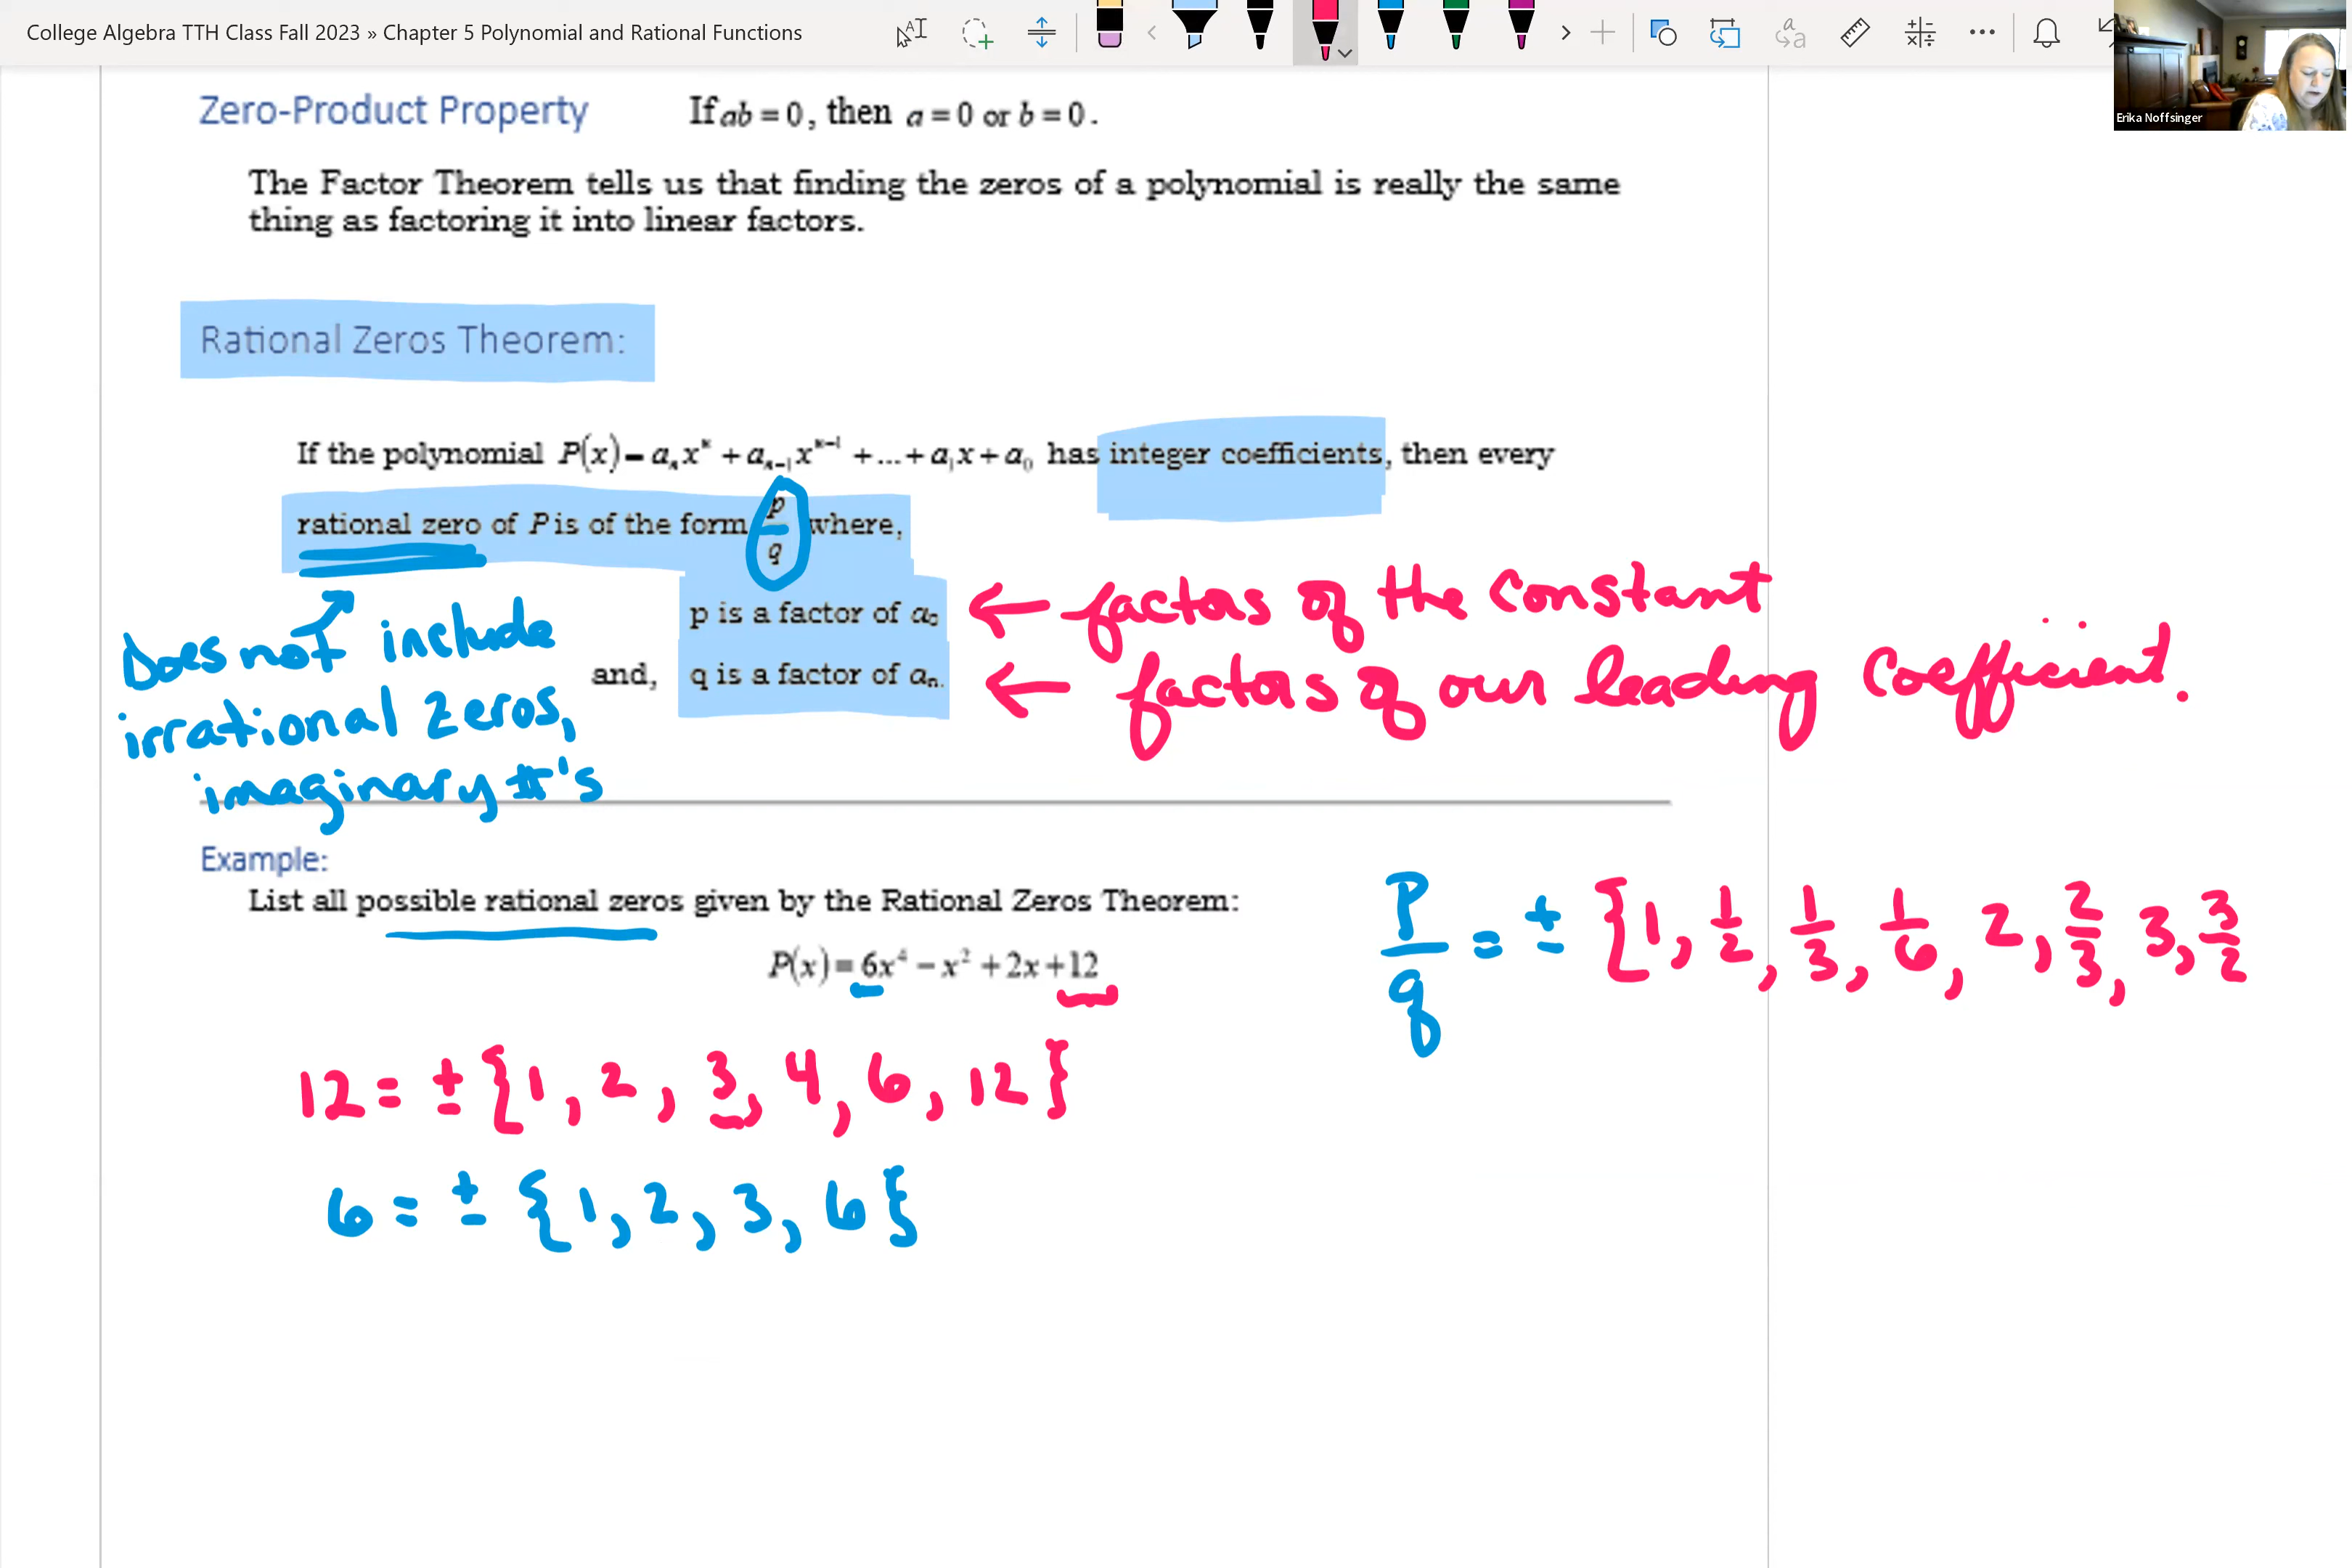 College Algebra TTH Class Fall 2023 » Chapter 5 Polynomial and Rational Functions
Erika Noffsinger
Zero-Product Property If ab = 0, then a = 0 or b = 0.
The Factor Theorem tells us that finding the zeros of a polynomial is really the same
thing as factoring it into linear factors.
Rational Zeros Theorem:
If the polynomial P(x) = aₙxⁿ + aₙ₋₁xⁿ⁻¹ + ... + a₁x + a₀ has integer coefficients, then every
rational zero of P is of the form p/q where,
p is a factor of a₀ ← factors of the constant
and, q is a factor of aₙ. ← factors of our leading coefficient.
Does not include
irrational zeros,
imaginary #'s
Example:
List all possible rational zeros given by the Rational Zeros Theorem:
P(x) = 6x⁴ − x² + 2x + 12
P/q = ± {1, 1/2, 1/3, 1/6, 2, 2/3, 3, 3/2
12 = ± {1, 2, 3, 4, 6, 12}
6 = ± {1, 2, 3, 6}